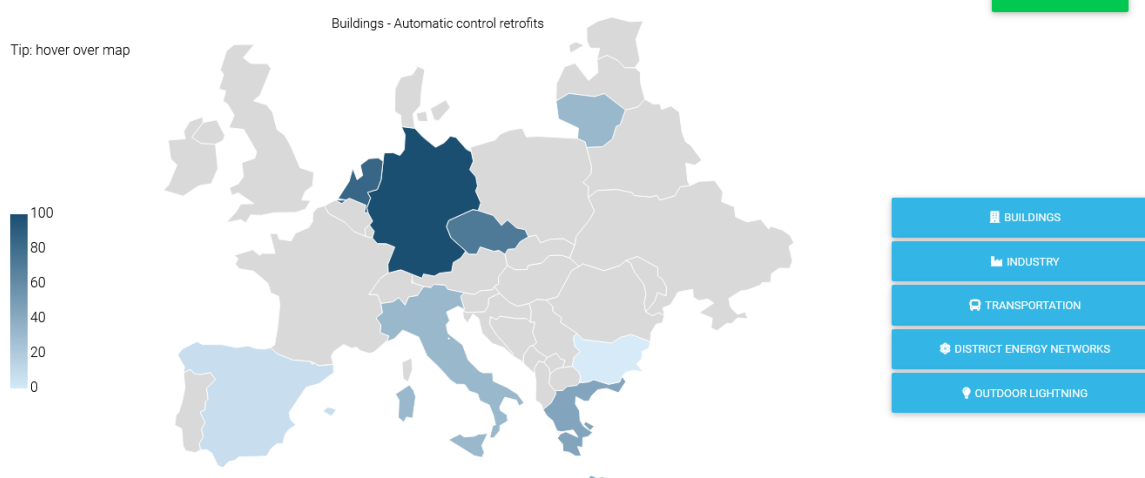 Buildings - Automatic control retrofits
Tip: hover over map
100
80
60
40
20
0
BUILDINGS
INDUSTRY
TRANSPORTATION
DISTRICT ENERGY NETWORKS
OUTDOOR LIGHTNING